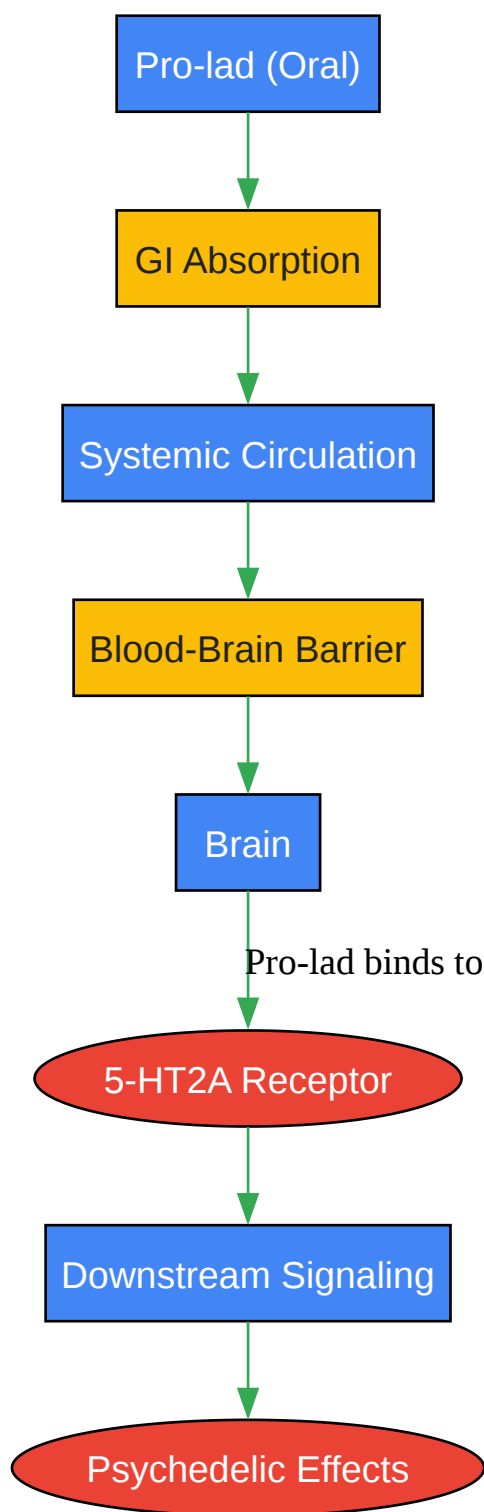 Pro-lad (Oral)
GI Absorption
Systemic Circulation
Blood-Brain Barrier
Brain
Pro-lad binds to
5-HT2A Receptor
Downstream Signaling
Psychedelic Effects